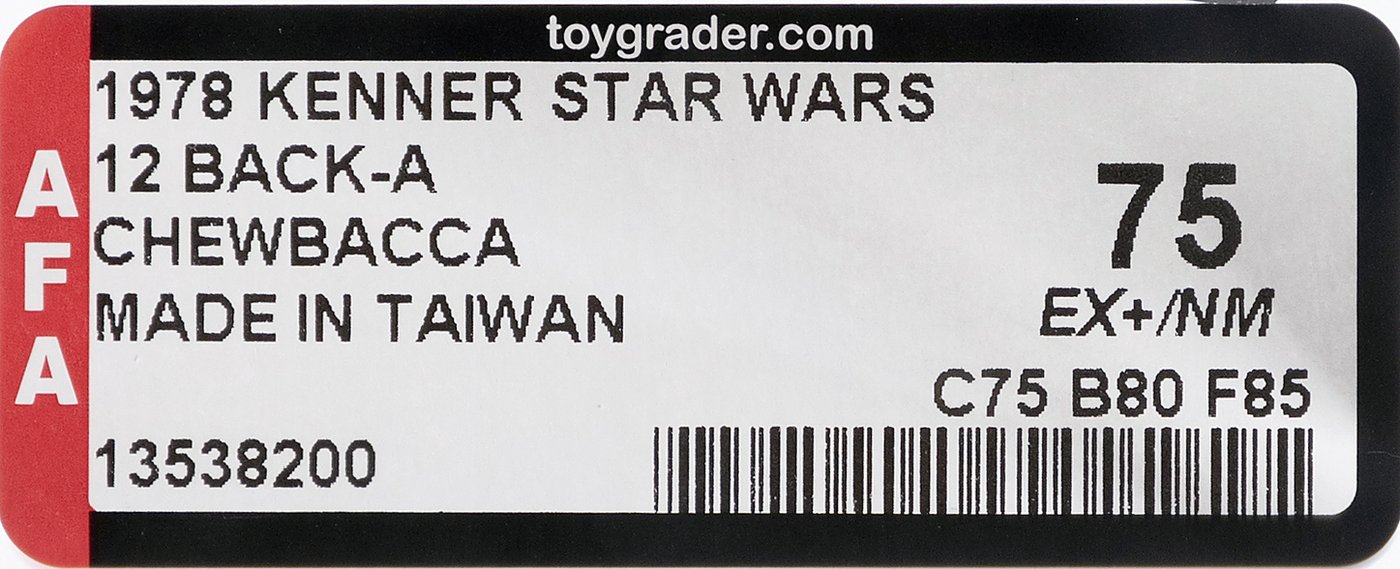 toygrader.com
AFA
1978 KENNER STAR WARS
12 BACK-A
CHEWBACCA
MADE IN TAIWAN
75
EX+/NM
C75 B80 F85
13538200